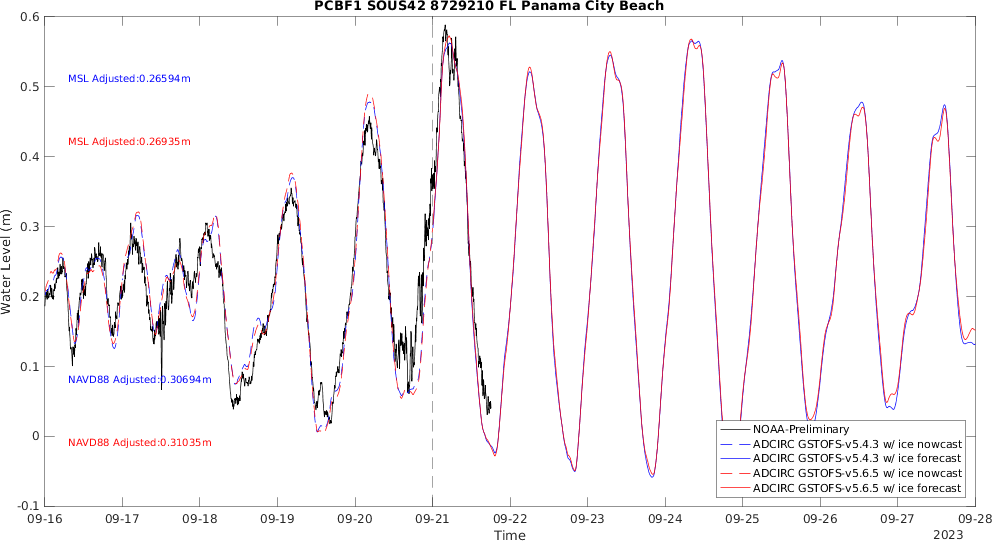 PCBF1 SOUS42 8729210 FL Panama City Beach
0.6
0.5
0.4
0.3
0.2
0.1
0
-0.1
Water Level (m)
MSL Adjusted:0.26594m
MSL Adjusted:0.26935m
NAVD88 Adjusted:0.30694m
NAVD88 Adjusted:0.31035m
NOAA-Preliminary
ADCIRC GSTOFS-v5.4.3 w/ ice nowcast
ADCIRC GSTOFS-v5.4.3 w/ ice forecast
ADCIRC GSTOFS-v5.6.5 w/ ice nowcast
ADCIRC GSTOFS-v5.6.5 w/ ice forecast
09-16 09-17 09-18 09-19 09-20 09-21 09-22 09-23 09-24 09-25 09-26 09-27 09-28
Time
2023